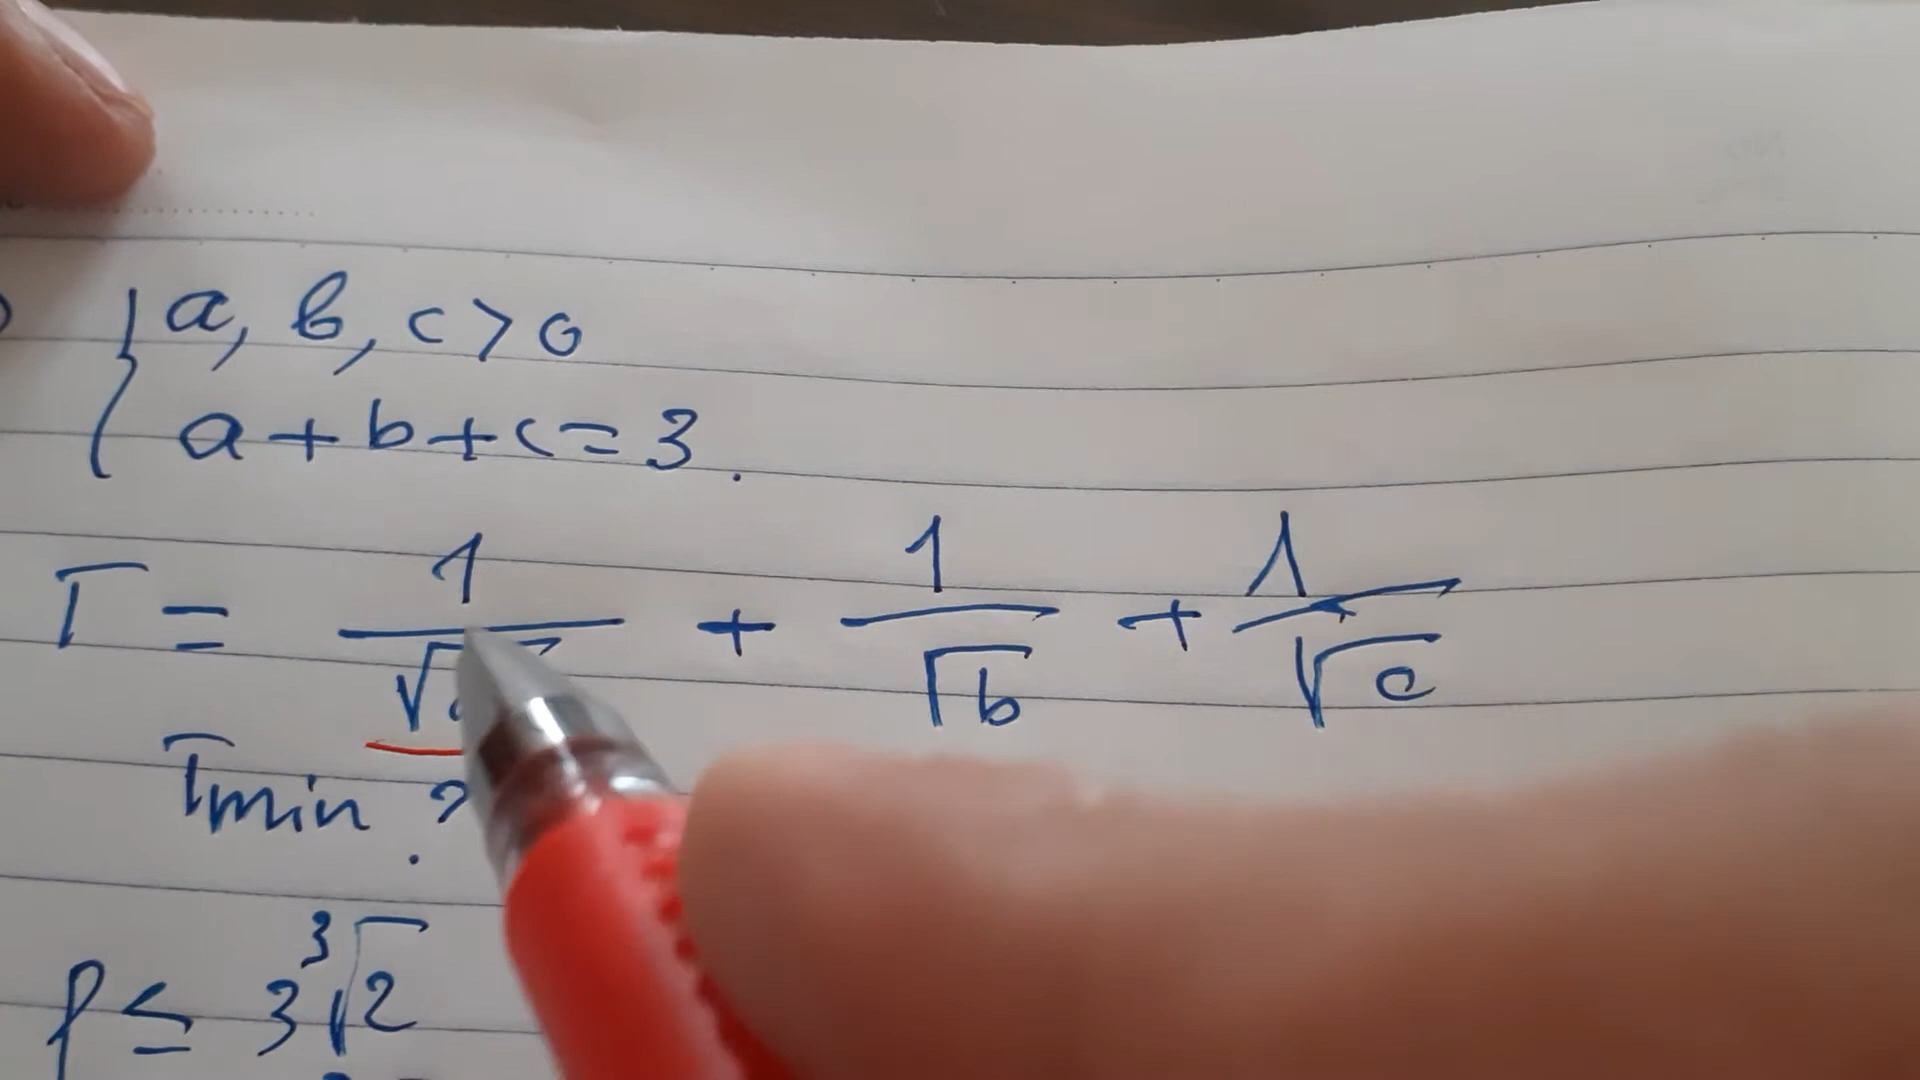 { a, b, c > 0
a + b + c = 3.
T = 1/√ + 1/√b + 1/√c
Tmin ?
P ≤ 3∛2